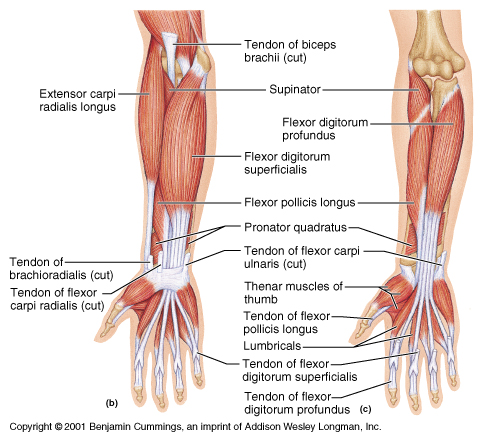 Tendon of biceps
brachii (cut)
Extensor carpi
radialis longus
Supinator
Flexor digitorum
profundus
Flexor digitorum
superficialis
Flexor pollicis longus
Pronator quadratus
Tendon of
brachioradialis (cut)
Tendon of flexor carpi
ulnaris (cut)
Tendon of flexor
carpi radialis (cut)
Thenar muscles of
thumb
Tendon of flexor
pollicis longus
Lumbricals
Tendon of flexor
digitorum superficialis
Tendon of flexor
digitorum profundus
(b)
(c)
Copyright © 2001 Benjamin Cummings, an imprint of Addison Wesley Longman, Inc.